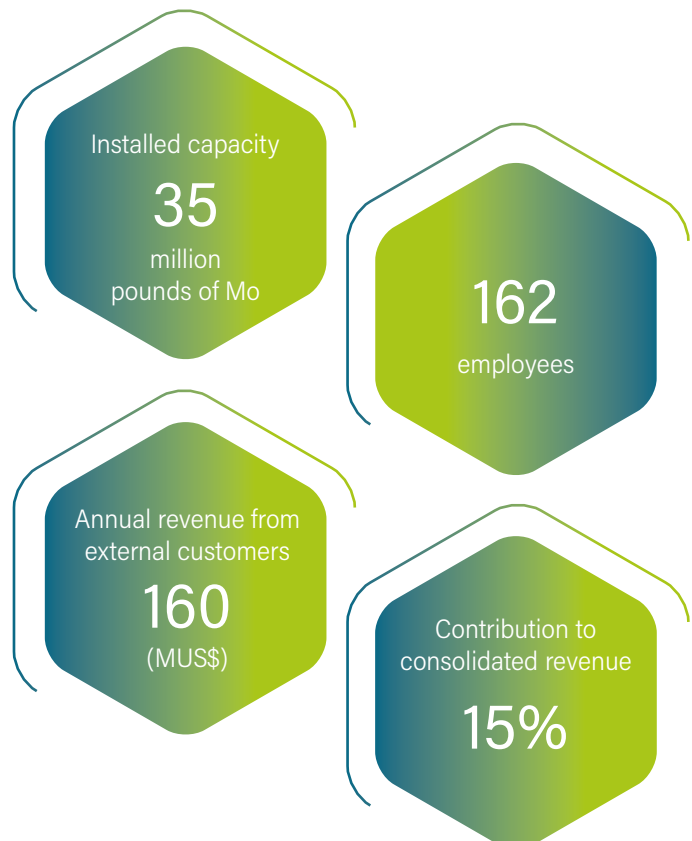 Installed capacity
35
million
pounds of Mo
162
employees
Annual revenue from
external customers
160
(MUS$)
Contribution to
consolidated revenue
15%